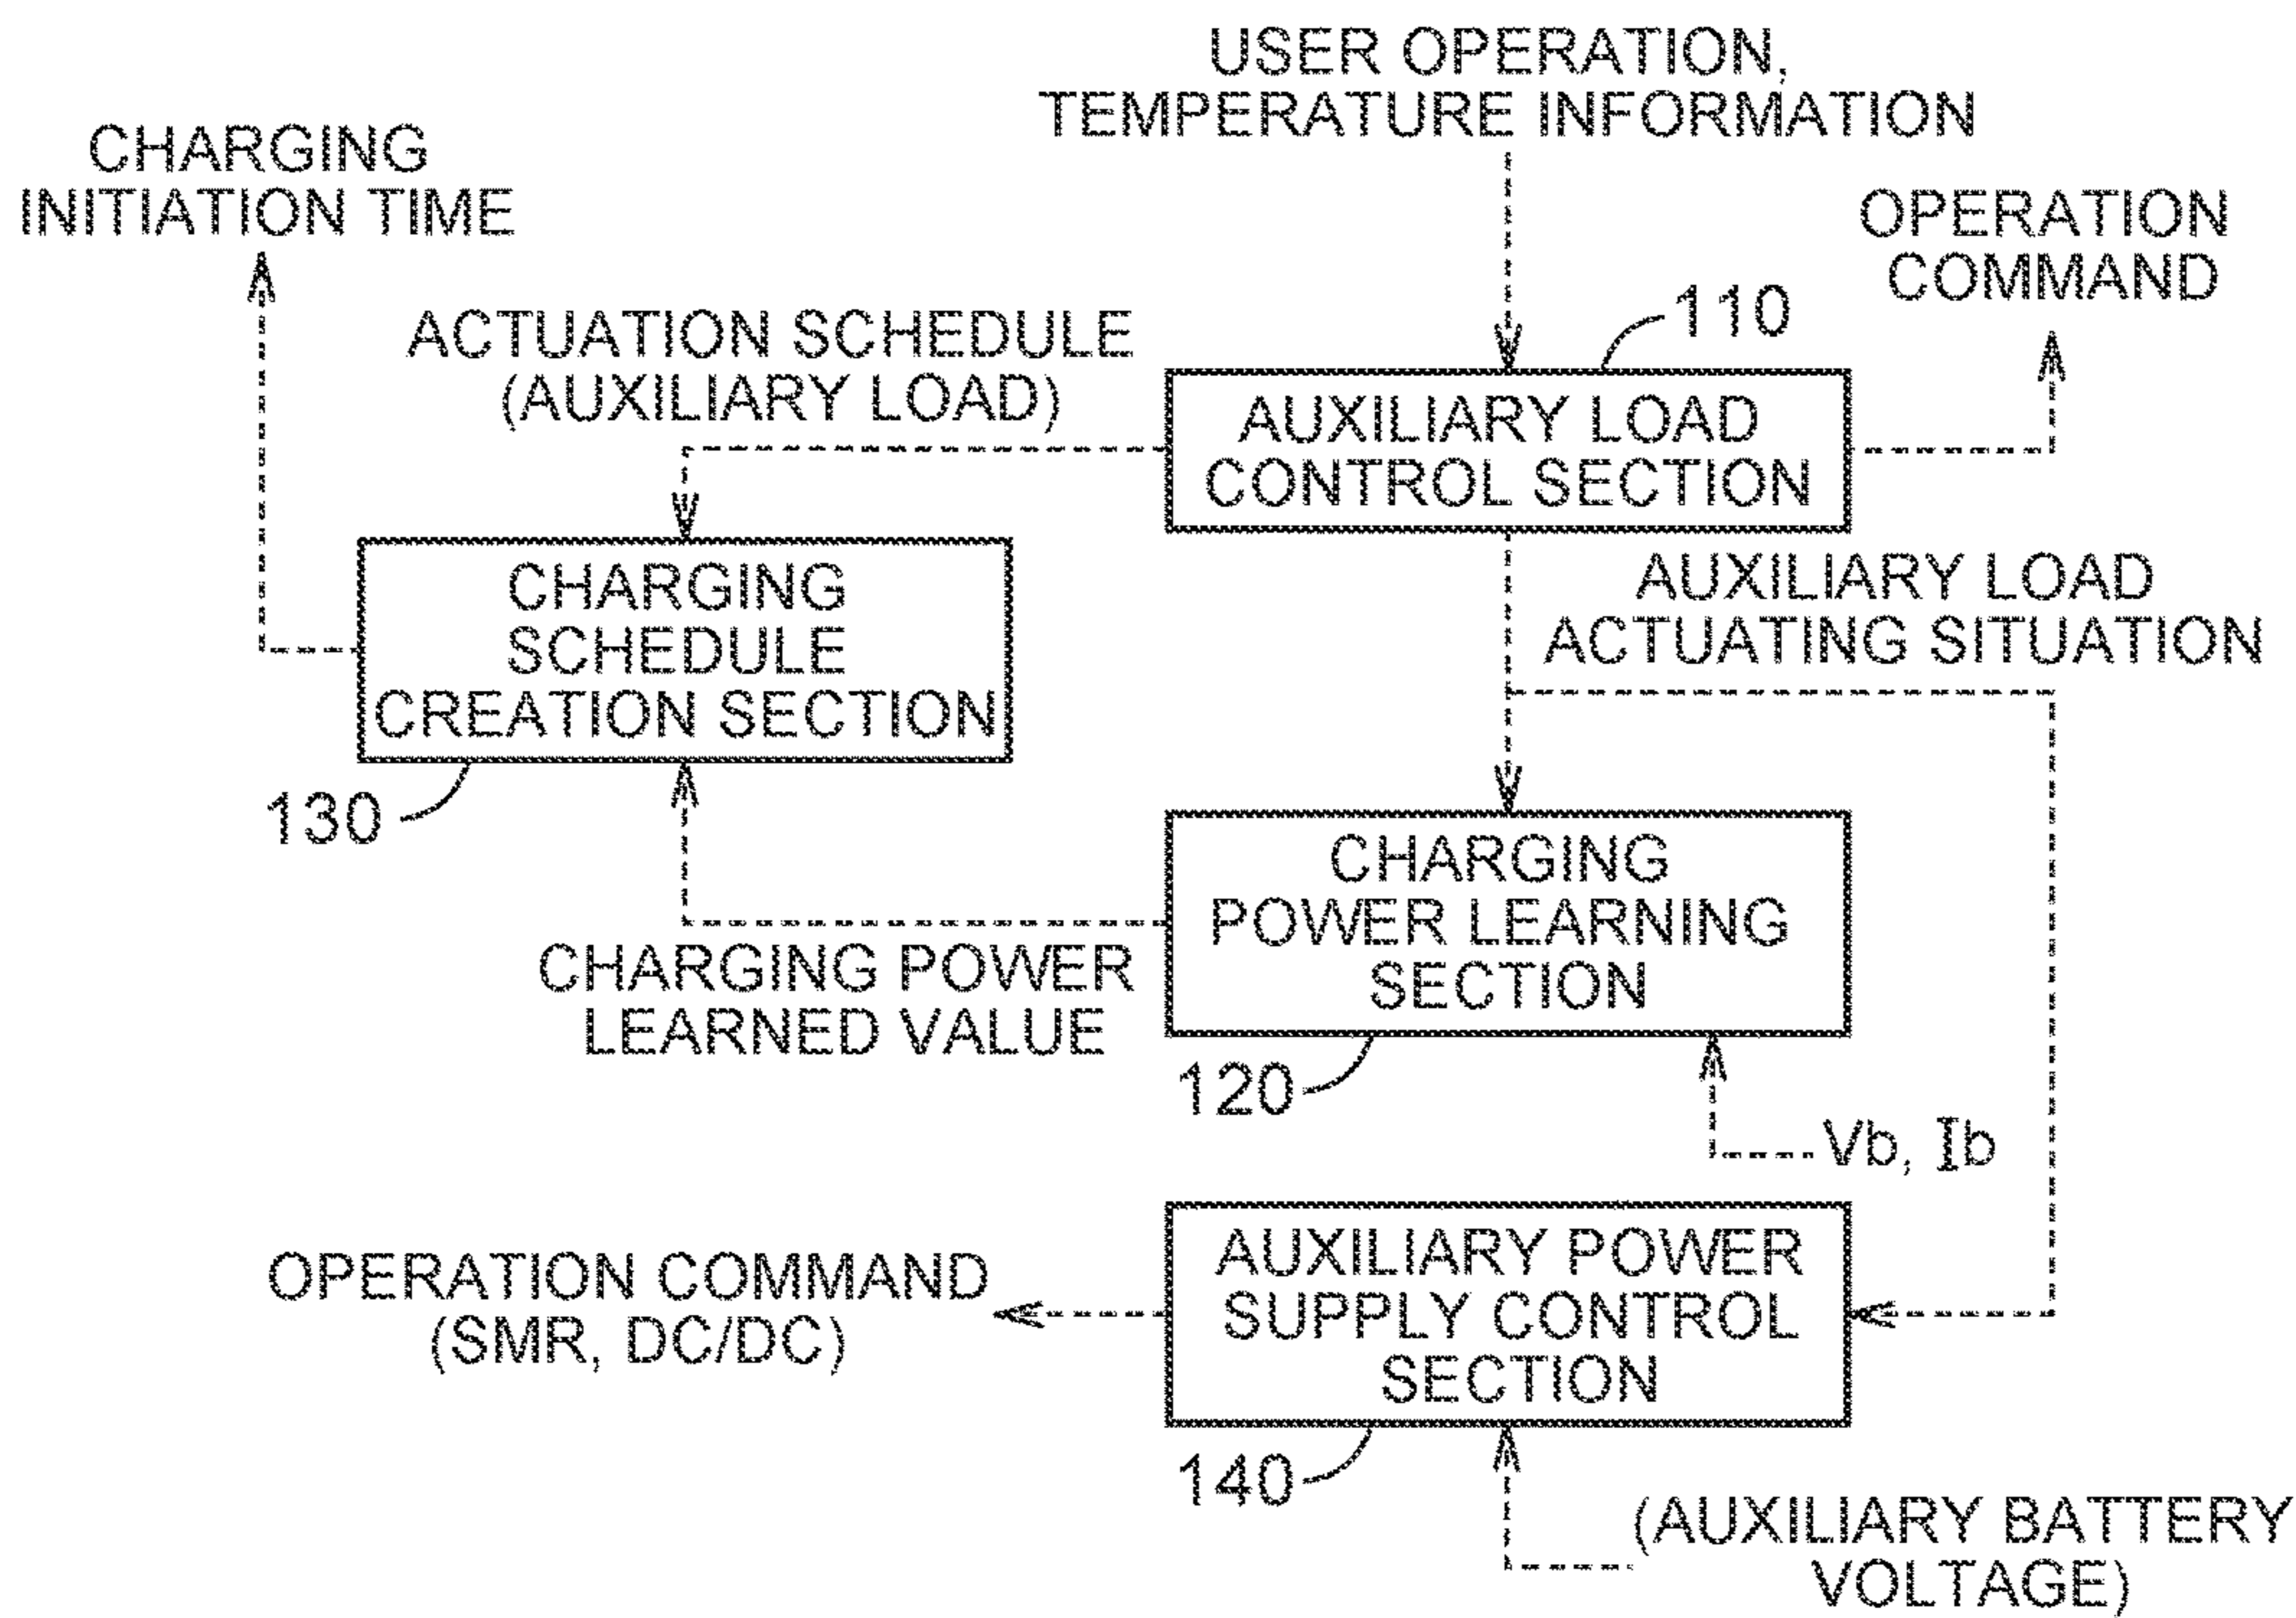 USER OPERATION,
TEMPERATURE INFORMATION
CHARGING
INITIATION TIME
OPERATION
COMMAND
ACTUATION SCHEDULE
(AUXILIARY LOAD)
110
AUXILIARY LOAD
CONTROL SECTION
CHARGING
SCHEDULE
CREATION SECTION
130
AUXILIARY LOAD
ACTUATING SITUATION
CHARGING
POWER LEARNING
SECTION
120
CHARGING POWER
LEARNED VALUE
Vb, Ib
OPERATION COMMAND
(SMR, DC/DC)
AUXILIARY POWER
SUPPLY CONTROL
SECTION
140
(AUXILIARY BATTERY
VOLTAGE)